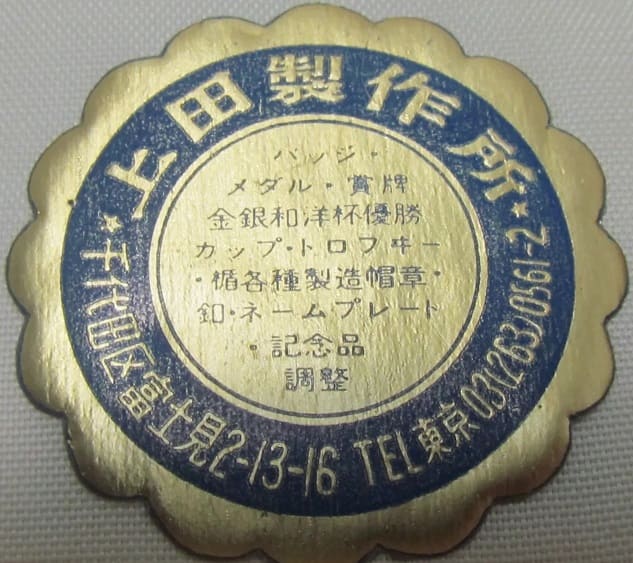 上田製作所
バッジ・
メダル・賞牌
金銀和洋杯優勝
カップ・トロフヰー
・楯各種製造帽章・
釦・ネームプレート
・記念品
調整
★千代田区富士見2-13-16 TEL東京03(263)0561-2★